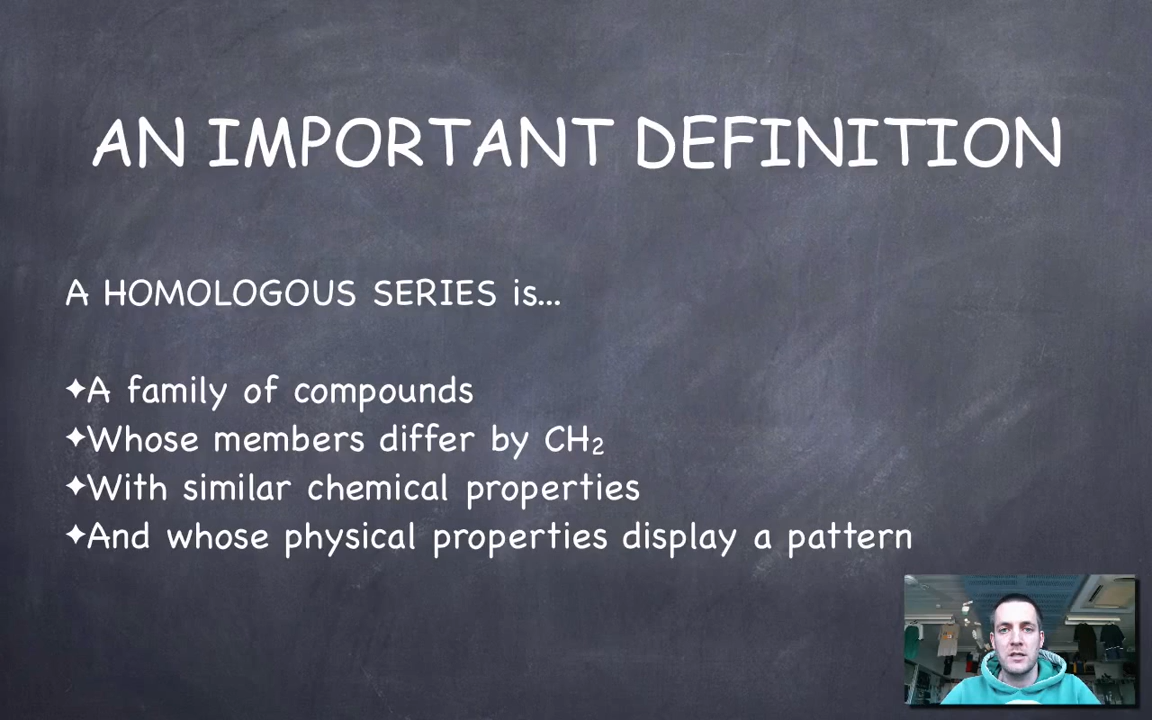 AN IMPORTANT DEFINITION
A HOMOLOGOUS SERIES is...
✦A family of compounds
✦Whose members differ by CH₂
✦With similar chemical properties
✦And whose physical properties display a pattern